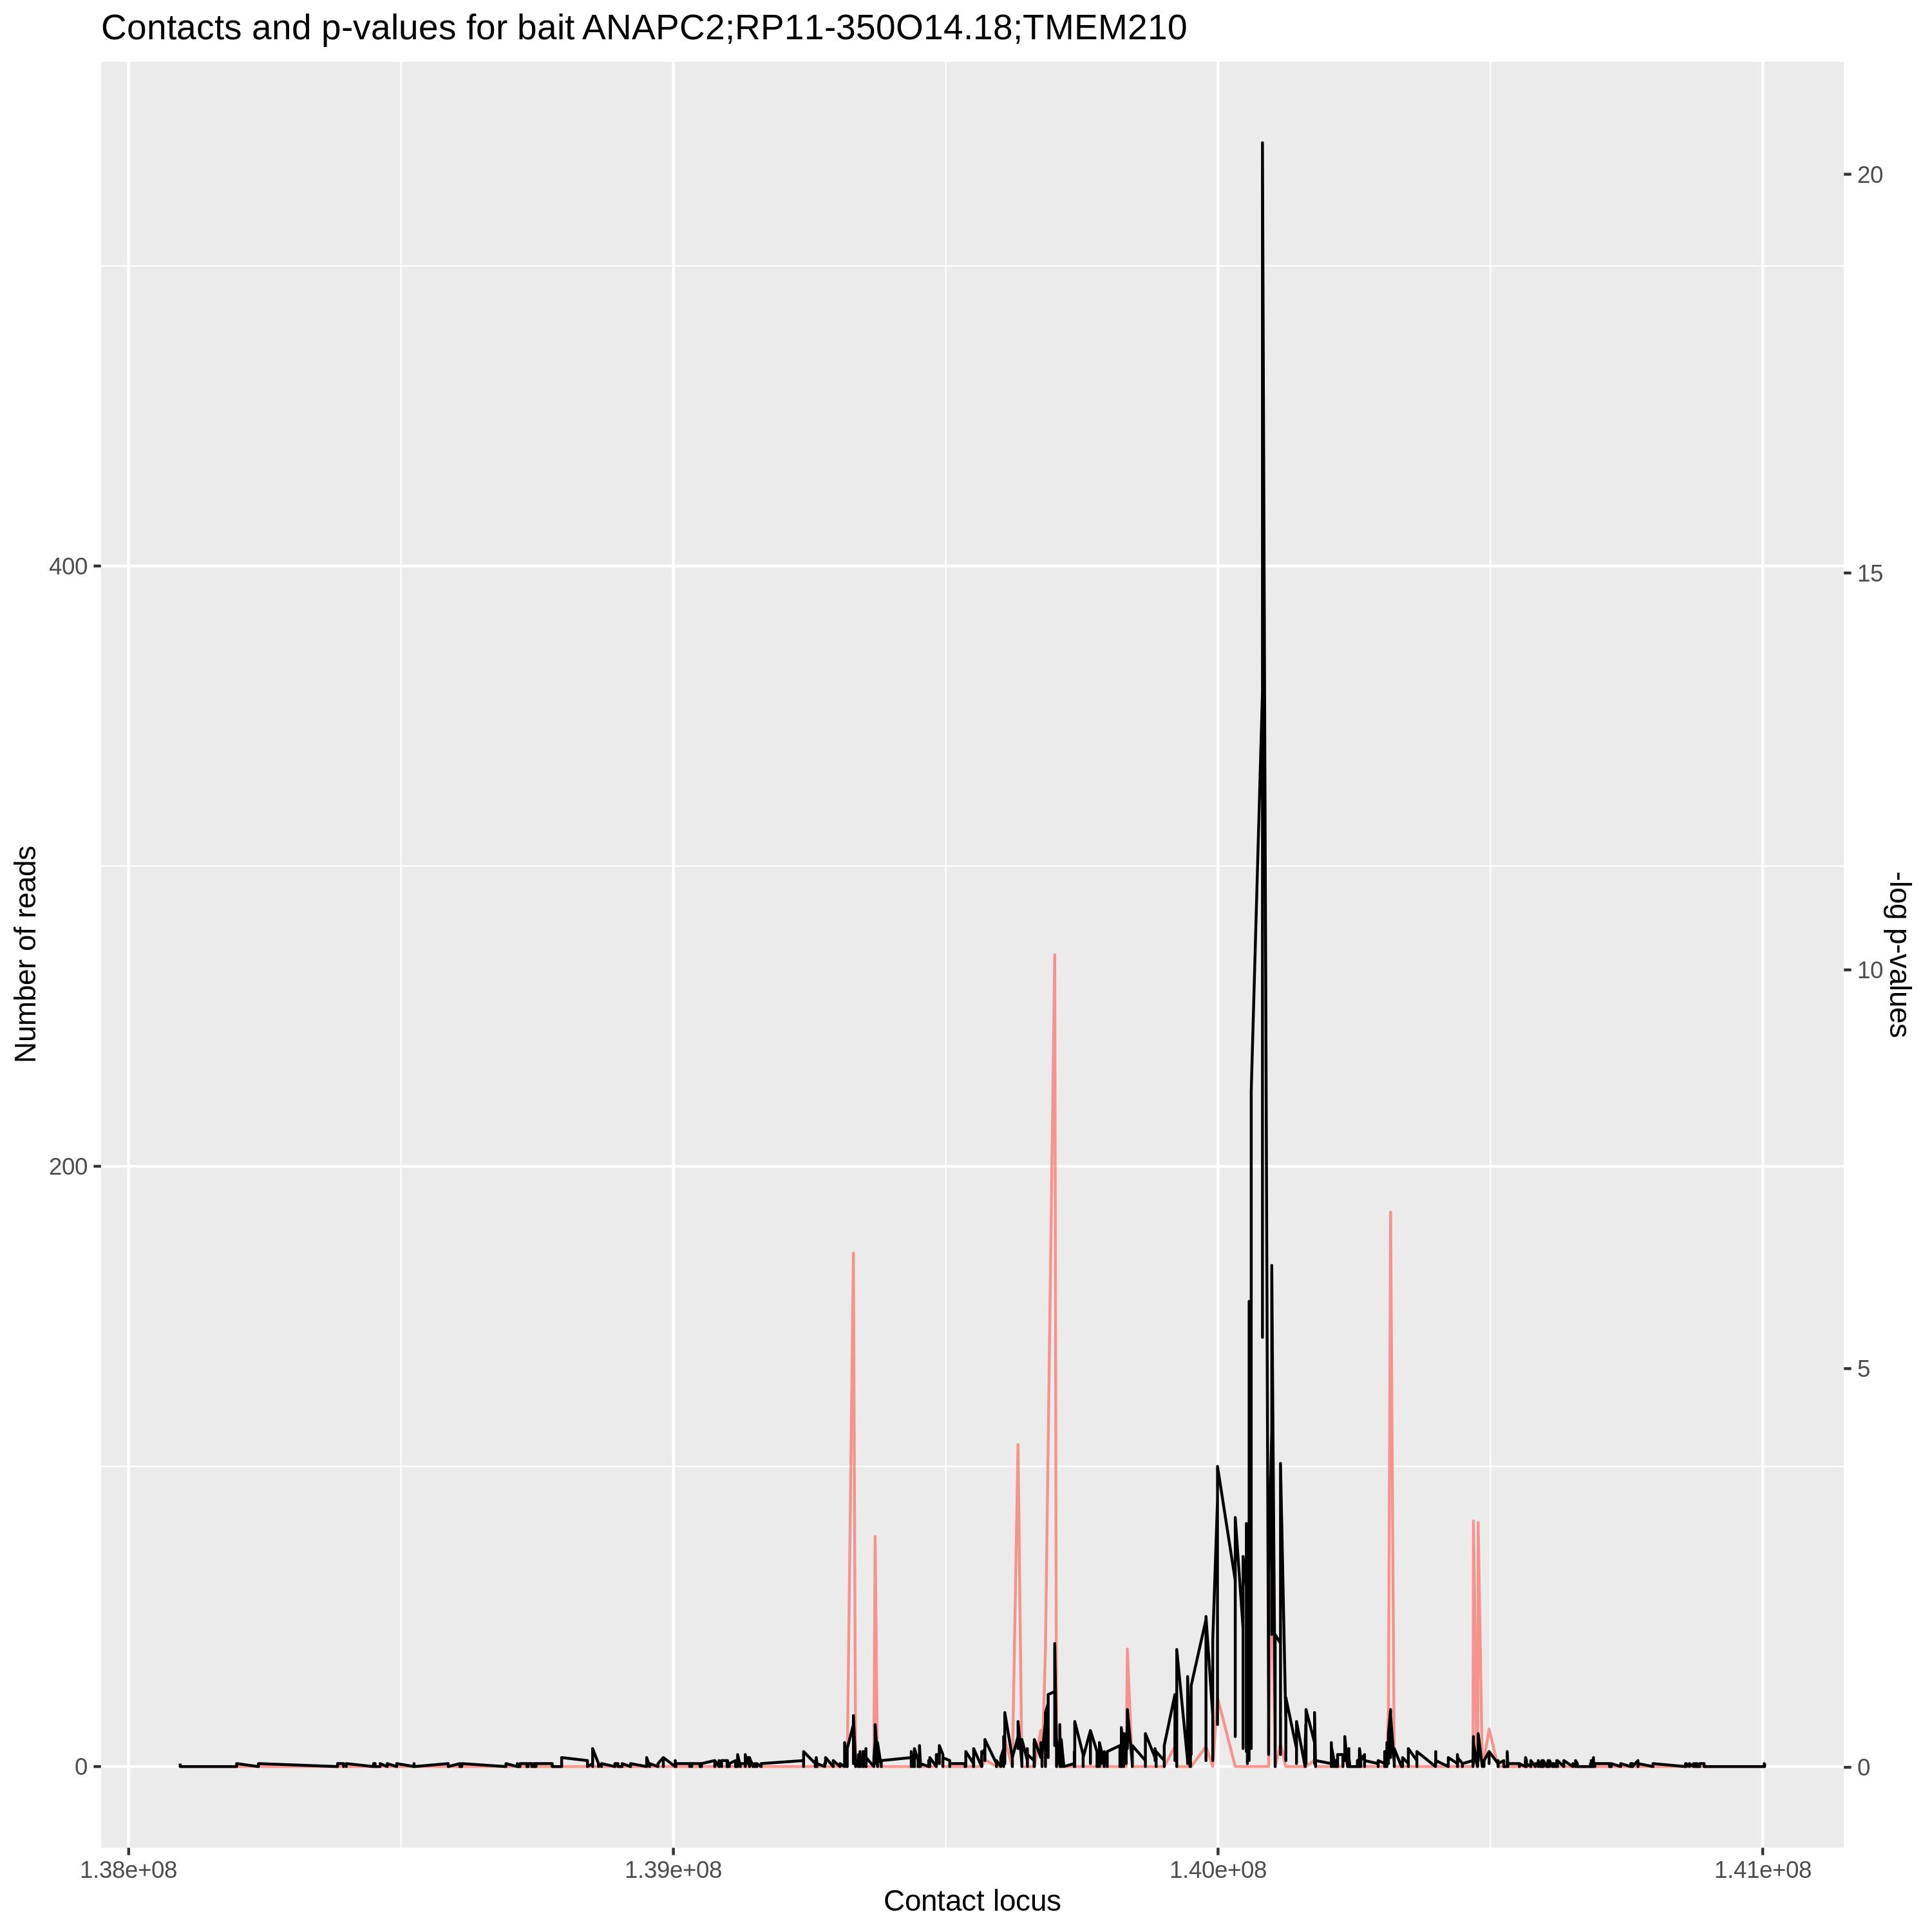 Contacts and p-values for bait ANAPC2;RP11-350O14.18;TMEM210
Number of reads
400
200
0
20
15
10
5
0
-log p-values
1.38e+08
1.39e+08
1.40e+08
1.41e+08
Contact locus